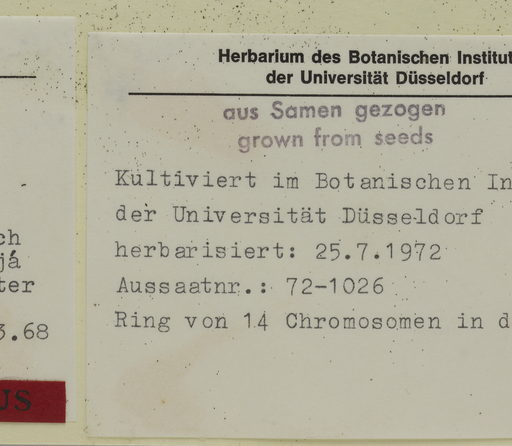 ch
já
ter
3.68
US
Herbarium des Botanischen Institut
der Universität Düsseldorf
aus Samen gezogen
grown from seeds
Kultiviert im Botanischen In
der Universität Düsseldorf
herbarisiert: 25.7.1972
Aussaatnr.: 72-1026
Ring von 14 Chromosomen in d